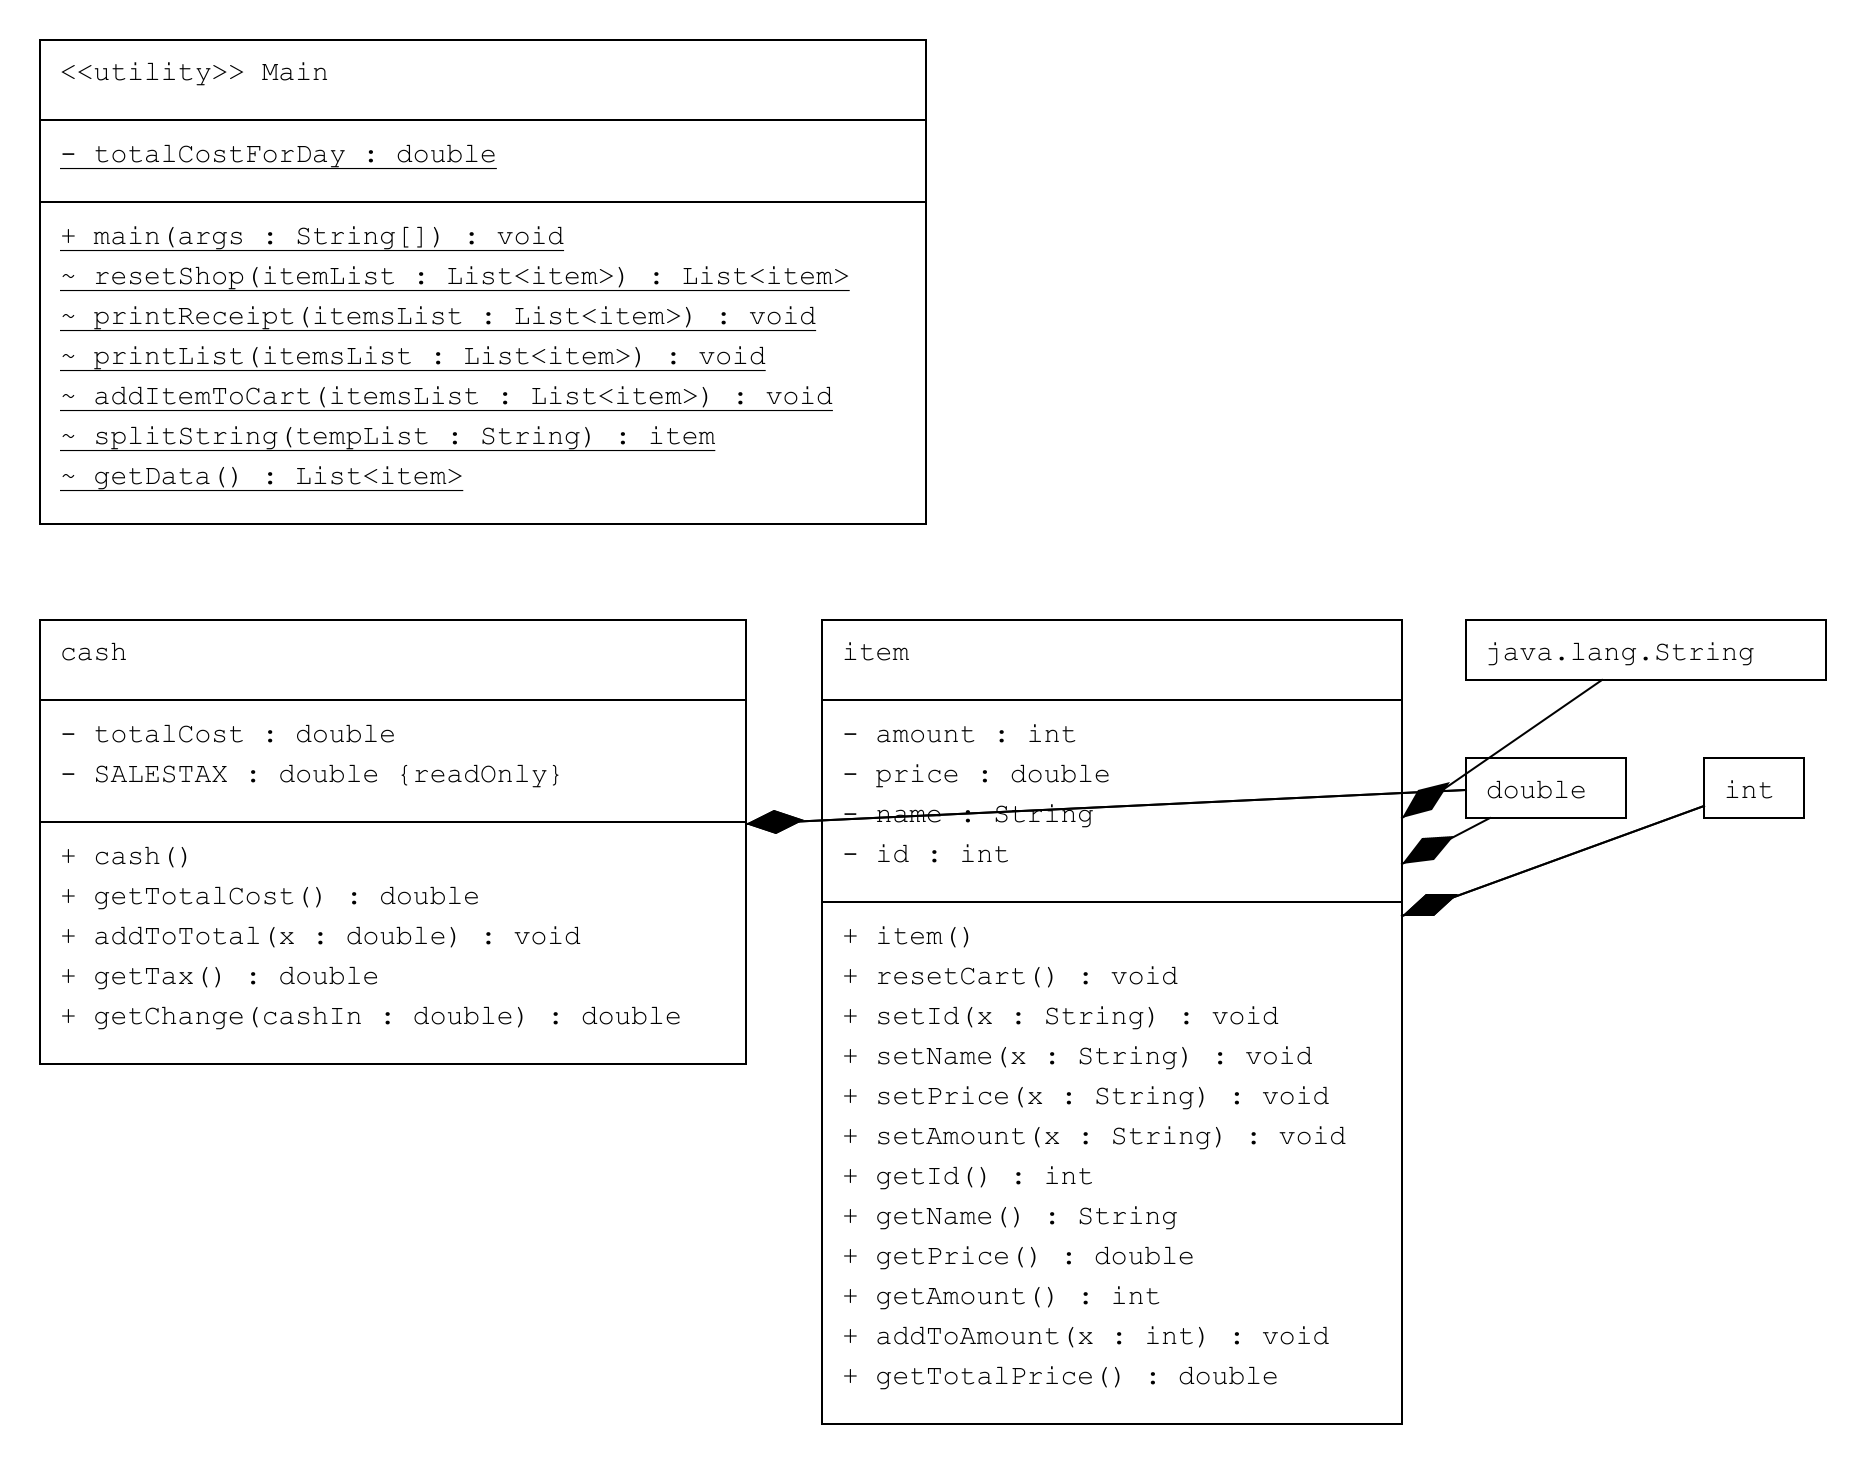 <<utility>> Main
- totalCostForDay : double
+ main(args : String[]) : void
~ resetShop(itemList : List<item>) : List<item>
~ printReceipt(itemsList : List<item>) : void
~ printList(itemsList : List<item>) : void
~ addItemToCart(itemsList : List<item>) : void
~ splitString(tempList : String) : item
~ getData() : List<item>
cash
- totalCost : double
- SALESTAX : double {readOnly}
+ cash()
+ getTotalCost() : double
+ addToTotal(x : double) : void
+ getTax() : double
+ getChange(cashIn : double) : double
item
- amount : int
- price : double
- name : String
- id : int
+ item()
+ resetCart() : void
+ setId(x : String) : void
+ setName(x : String) : void
+ setPrice(x : String) : void
+ setAmount(x : String) : void
+ getId() : int
+ getName() : String
+ getPrice() : double
+ getAmount() : int
+ addToAmount(x : int) : void
+ getTotalPrice() : double
java.lang.String
double
int